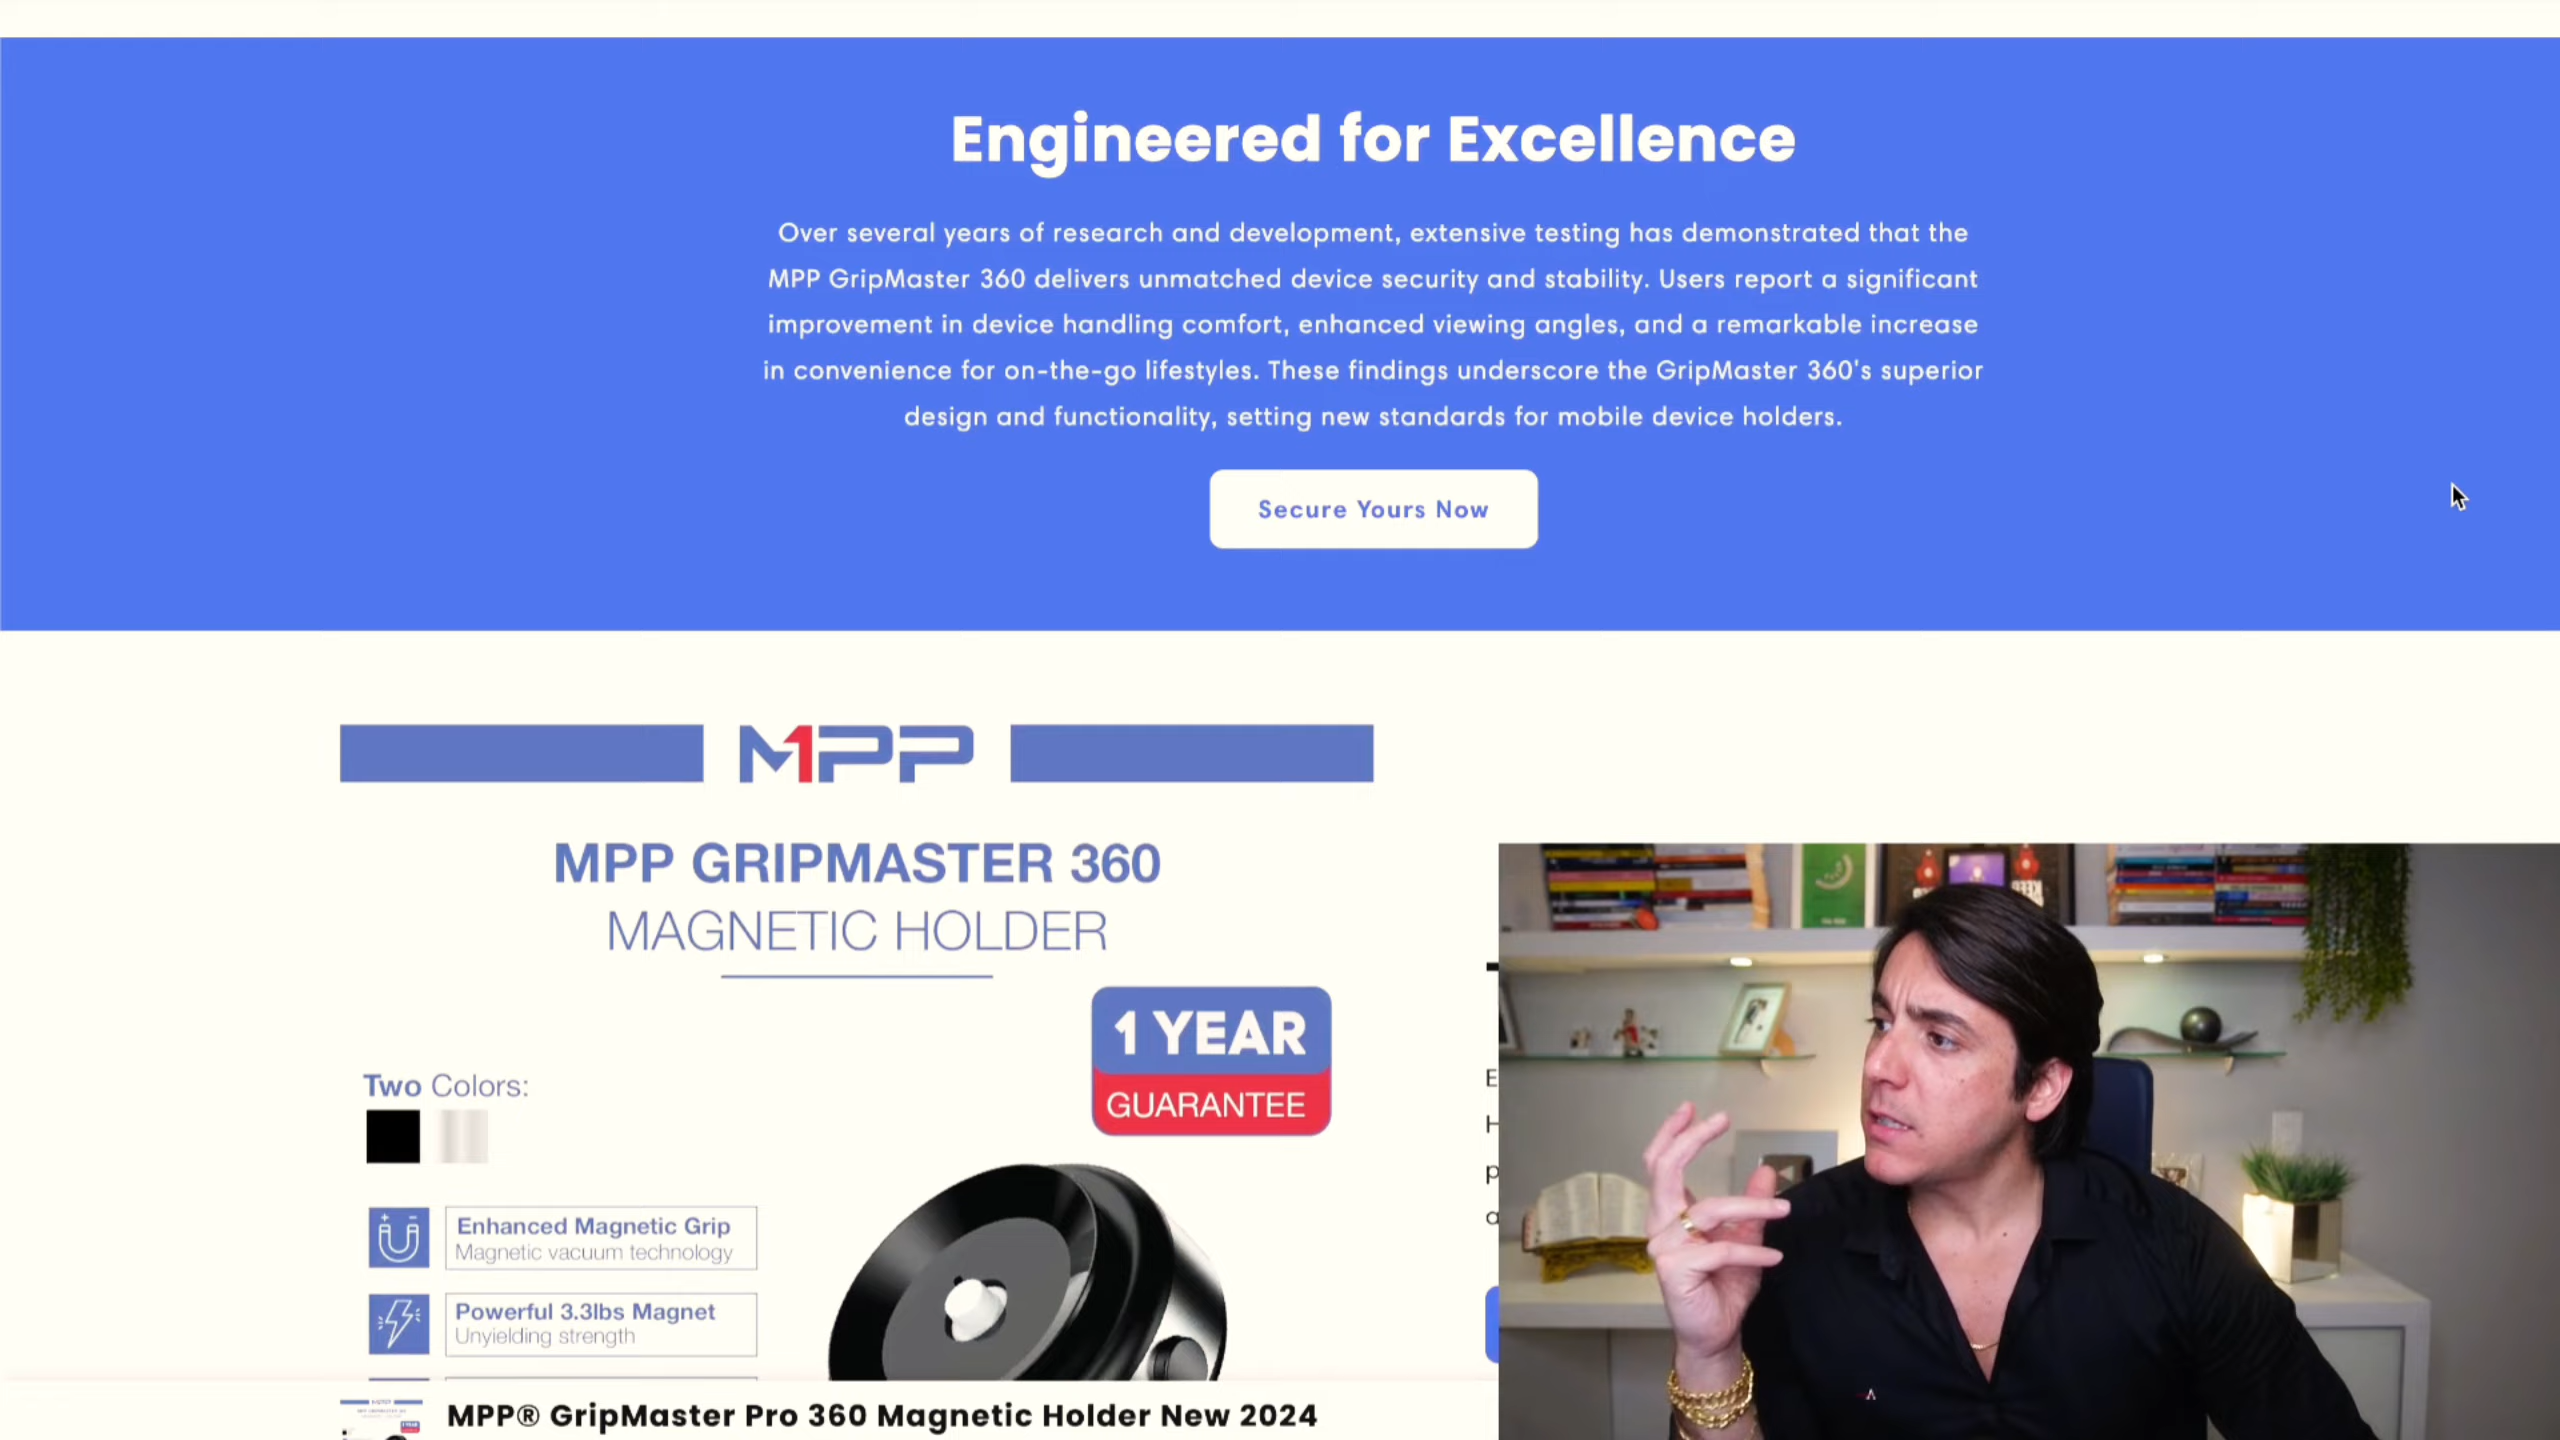 Engineered for Excellence
Over several years of research and development, extensive testing has demonstrated that the
MPP GripMaster 360 delivers unmatched device security and stability. Users report a significant
improvement in device handling comfort, enhanced viewing angles, and a remarkable increase
in convenience for on-the-go lifestyles. These findings underscore the GripMaster 360's superior
design and functionality, setting new standards for mobile device holders.
Secure Yours Now
M1PP
MPP GRIPMASTER 360
MAGNETIC HOLDER
1 YEAR
GUARANTEE
Two Colors:
Enhanced Magnetic Grip
Magnetic vacuum technology
Powerful 3.3lbs Magnet
Unyielding strength
MPP® GripMaster Pro 360 Magnetic Holder New 2024